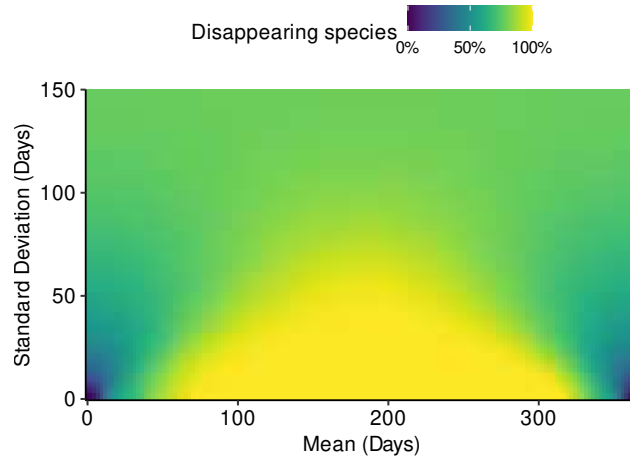 Disappearing species
0% 50% 100%
150
100
50
0
Standard Deviation (Days)
0 100 200 300
Mean (Days)